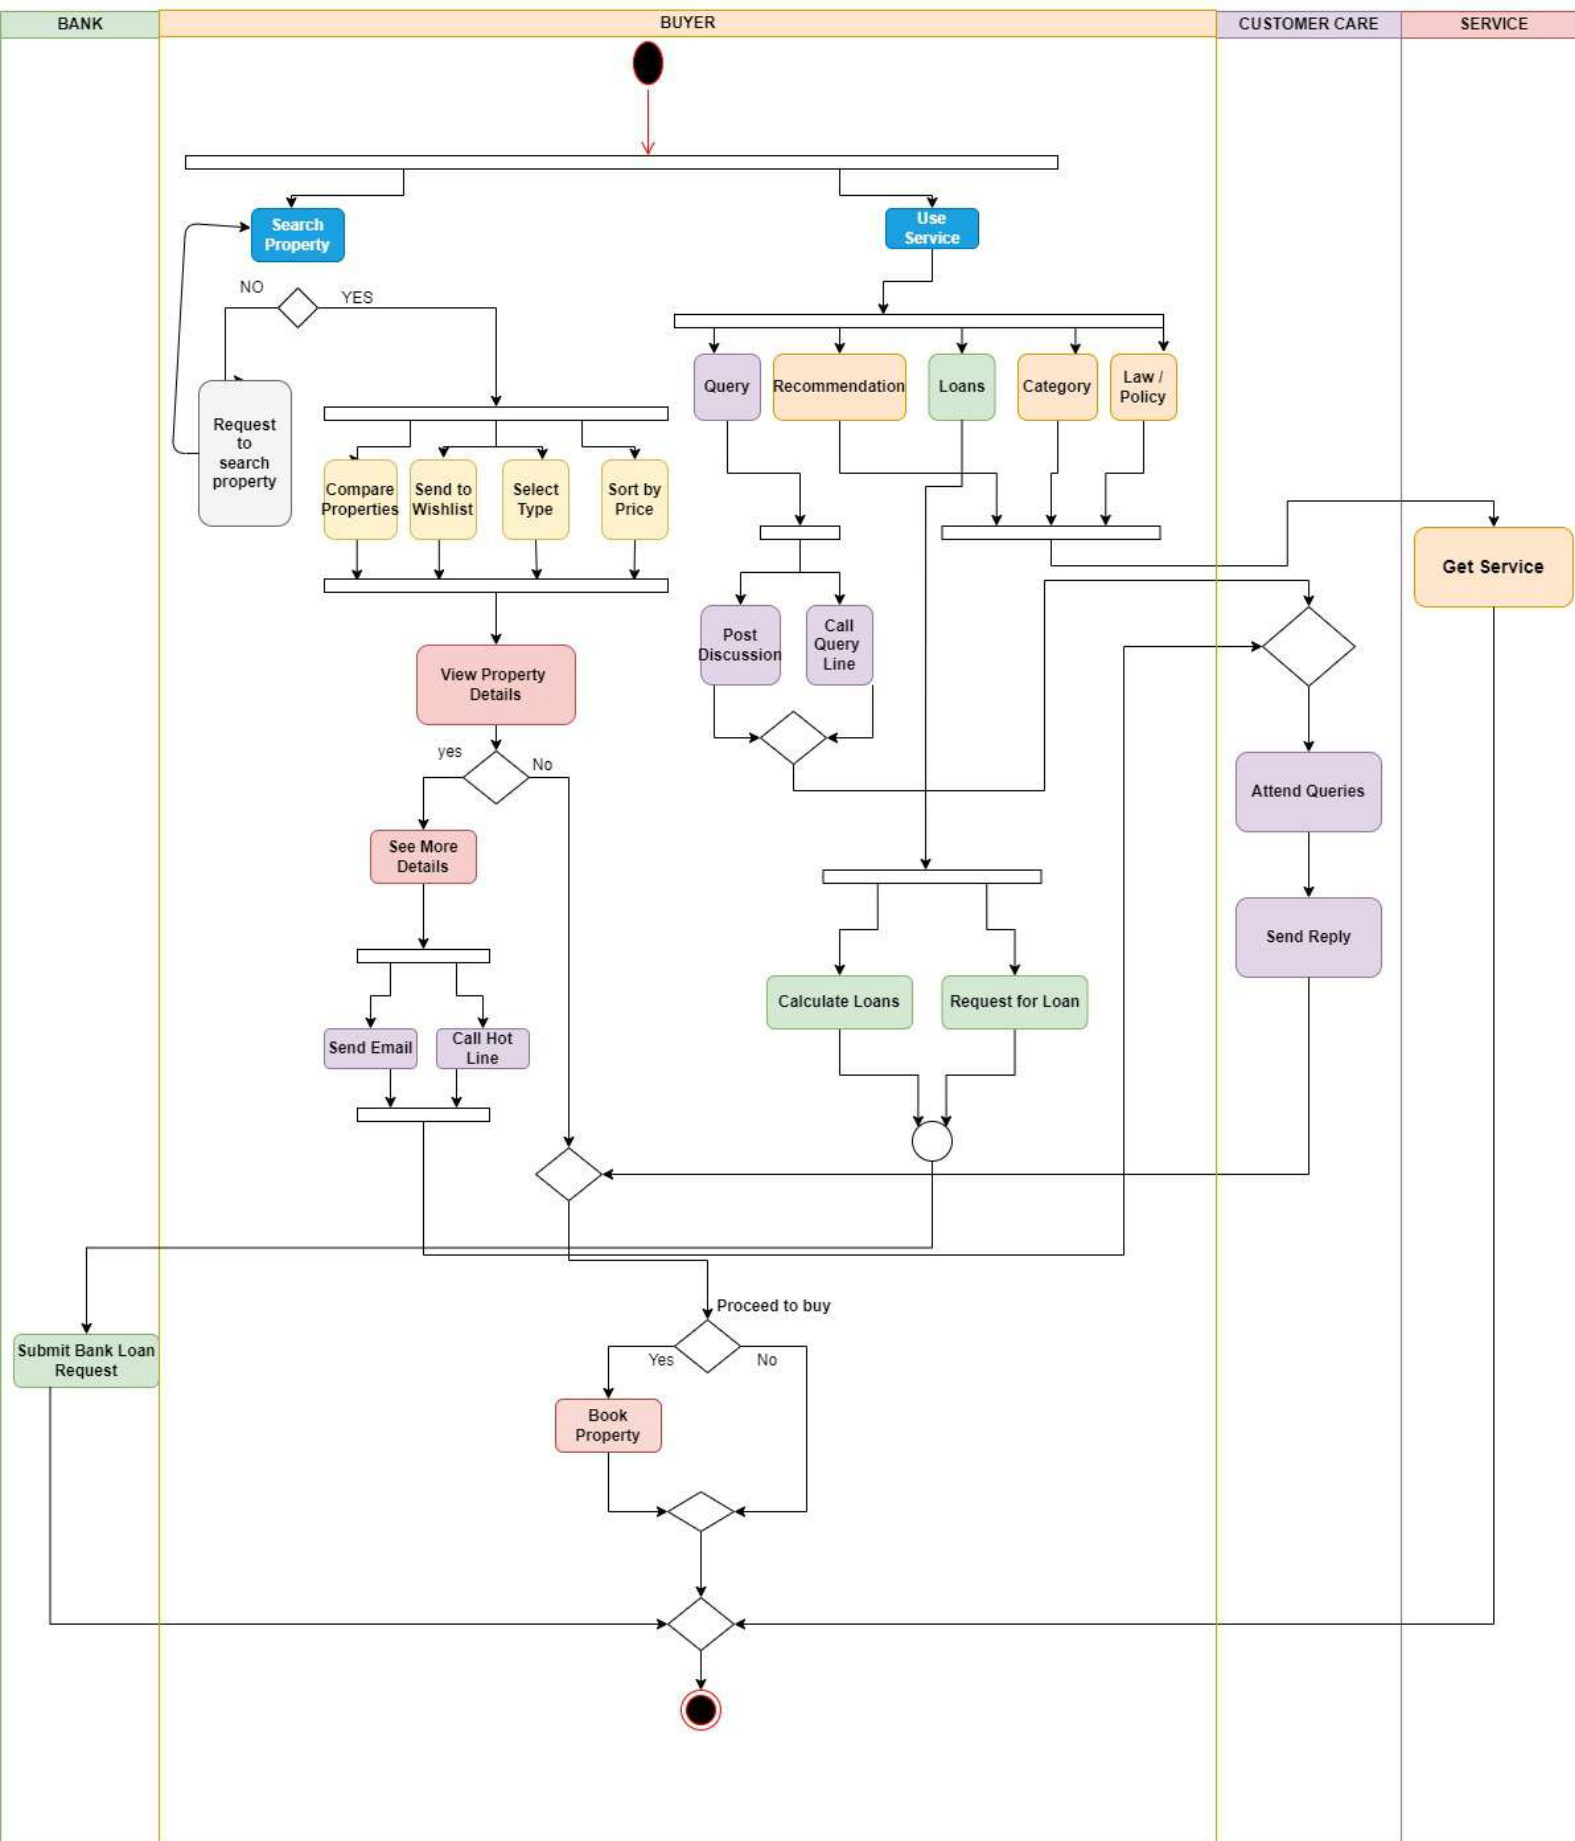 BANK
BUYER
CUSTOMER CARE
SERVICE
Search
Property
Use
Service
NO
YES
Query
Recommendation
Loans
Category
Law /
Policy
Request
to
search
property
Compare
Properties
Send to
Wishlist
Select
Type
Sort by
Price
Get Service
Post
Discussion
Call
Query
Line
View Property
Details
yes
No
Attend Queries
See More
Details
Send Reply
Calculate Loans
Request for Loan
Send Email
Call Hot
Line
Proceed to buy
Submit Bank Loan
Request
Yes
No
Book
Property